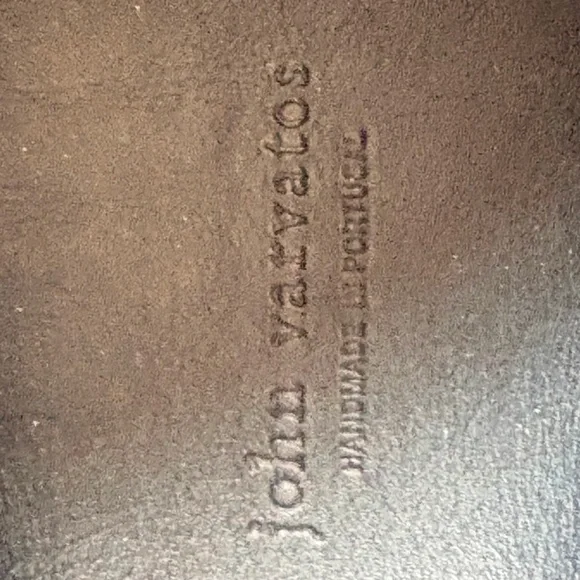 john varvatos
HANDMADE IN PORTUGAL